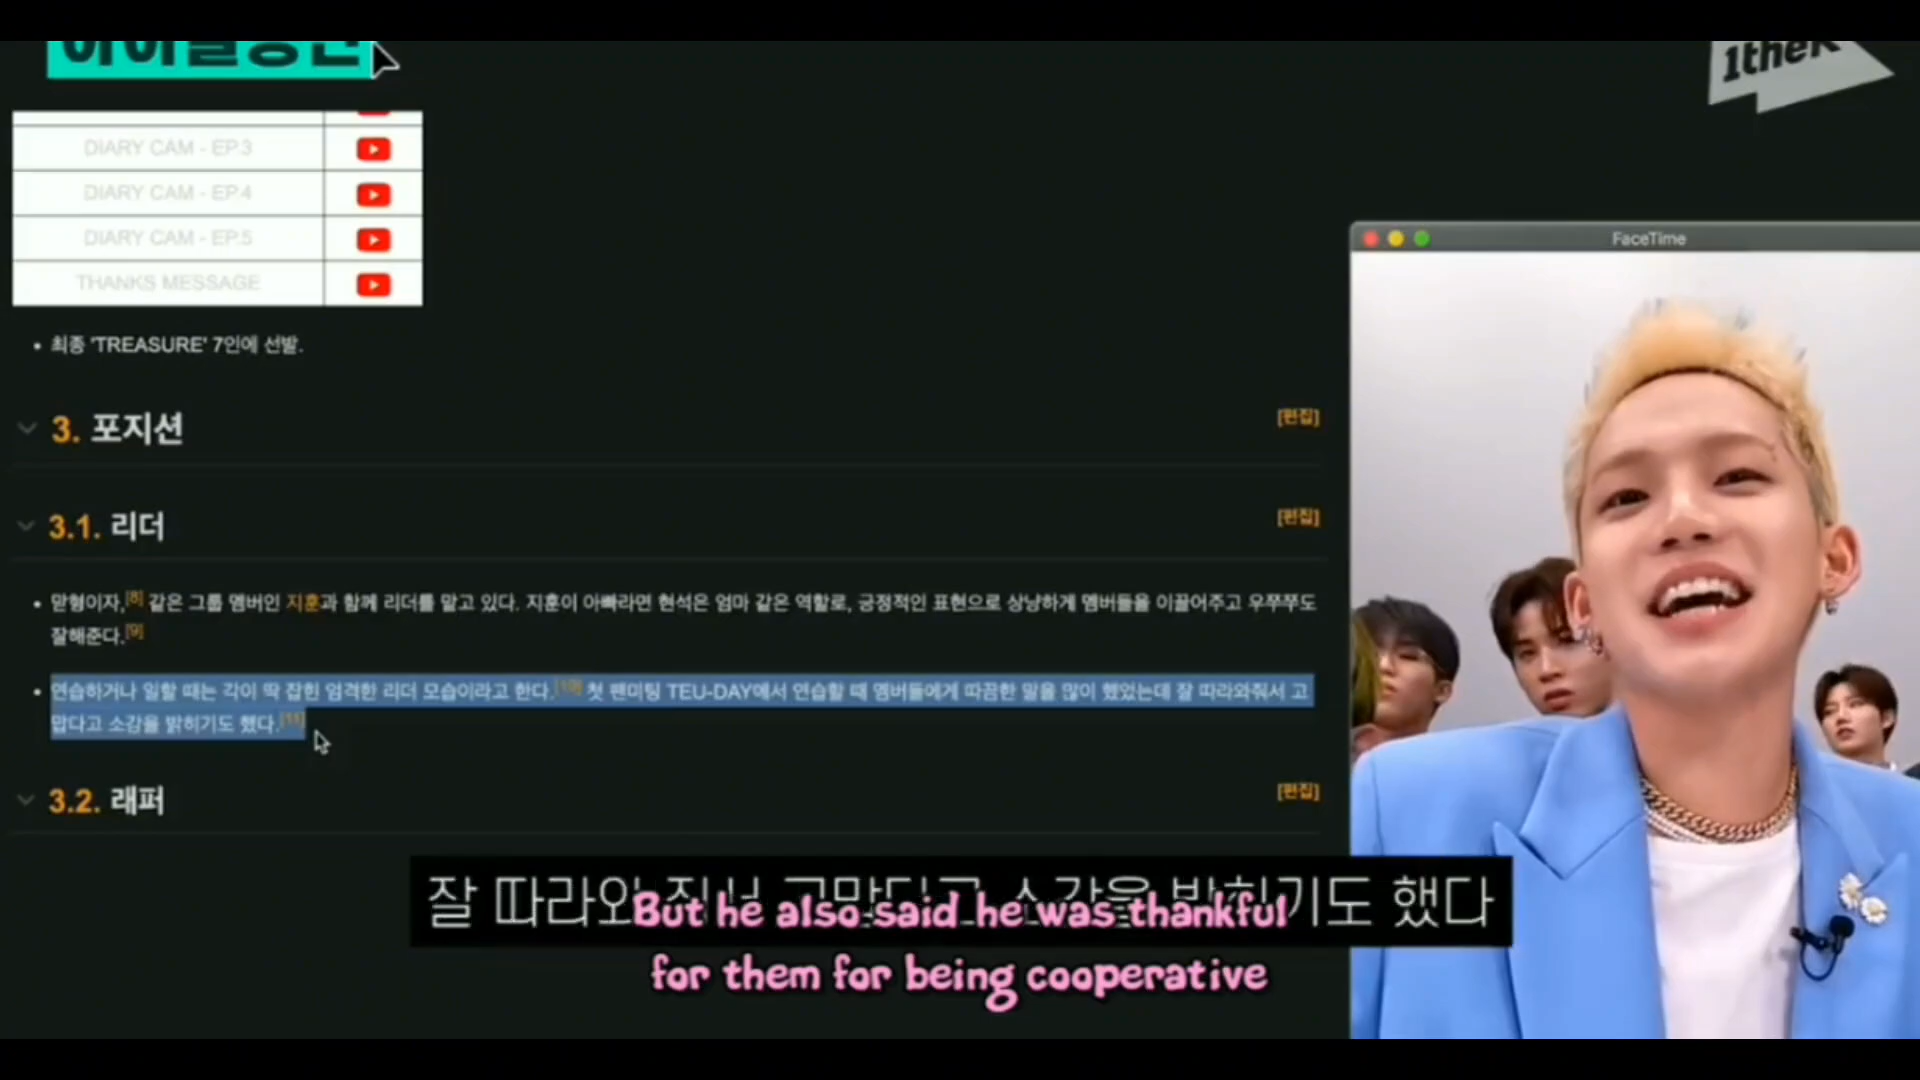 아이돌등판
1theK
DIARY CAM - EP.3
DIARY CAM - EP.4
DIARY CAM - EP.5
THANKS MESSAGE
FaceTime
• 최종 'TREASURE' 7인에 선발.
3. 포지션 [편집]
3.1. 리더 [편집]
• 맏형이자,[8] 같은 그룹 멤버인 지훈과 함께 리더를 맡고 있다. 지훈이 아빠라면 현석은 엄마 같은 역할로, 긍정적인 표현으로 상냥하게 멤버들을 이끌어주고 우쭈쭈도
잘해준다.[9]
• 연습하거나 일할 때는 각이 딱 잡힌 엄격한 리더 모습이라고 한다.[10] 첫 팬미팅 TEU-DAY에서 연습할 때 멤버들에게 따끔한 말을 많이 했었는데 잘 따라와줘서 고
맙다고 소감을 밝히기도 했다.[11]
3.2. 래퍼 [편집]
잘 따라와 줘서 고맙다고 소감을 밝히기도 했다
But he also said he was thankful
for them for being cooperative